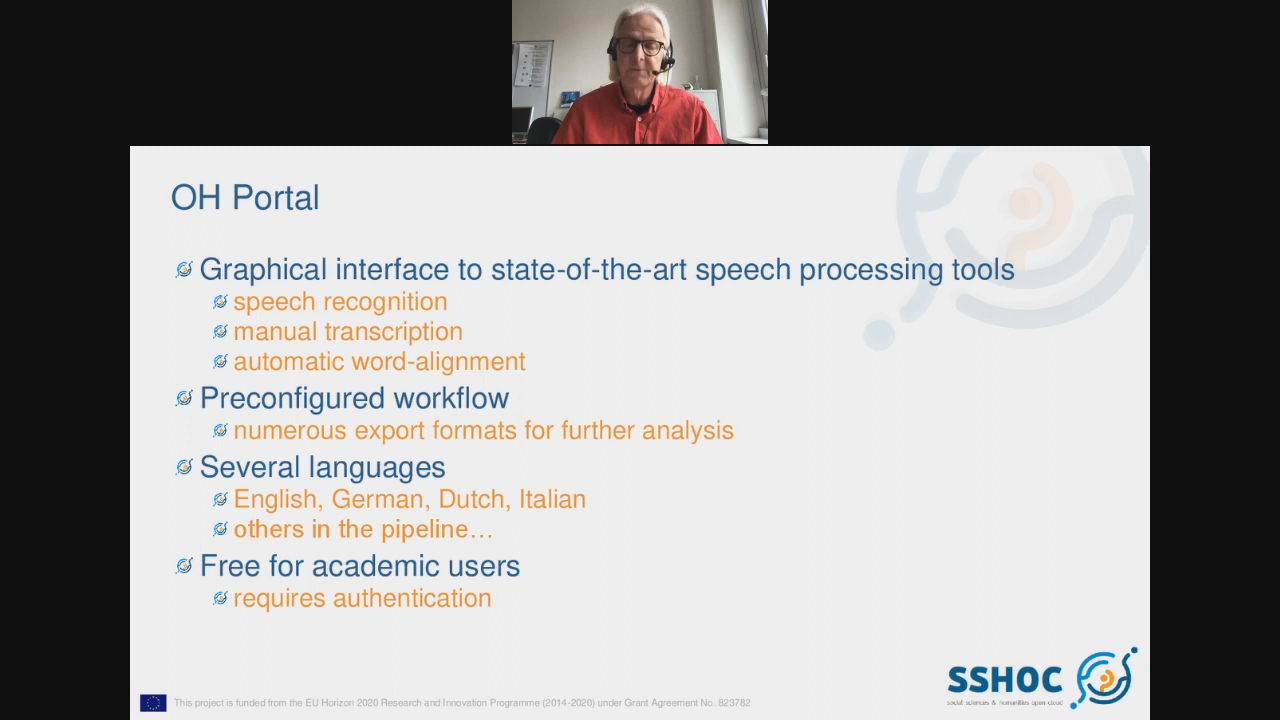 OH Portal
Graphical interface to state-of-the-art speech processing tools
speech recognition
manual transcription
automatic word-alignment
Preconfigured workflow
numerous export formats for further analysis
Several languages
English, German, Dutch, Italian
others in the pipeline…
Free for academic users
requires authentication
SSHOC
social sciences & humanities open cloud
This project is funded from the EU Horizon 2020 Research and Innovation Programme (2014-2020) under Grant Agreement No. 823782